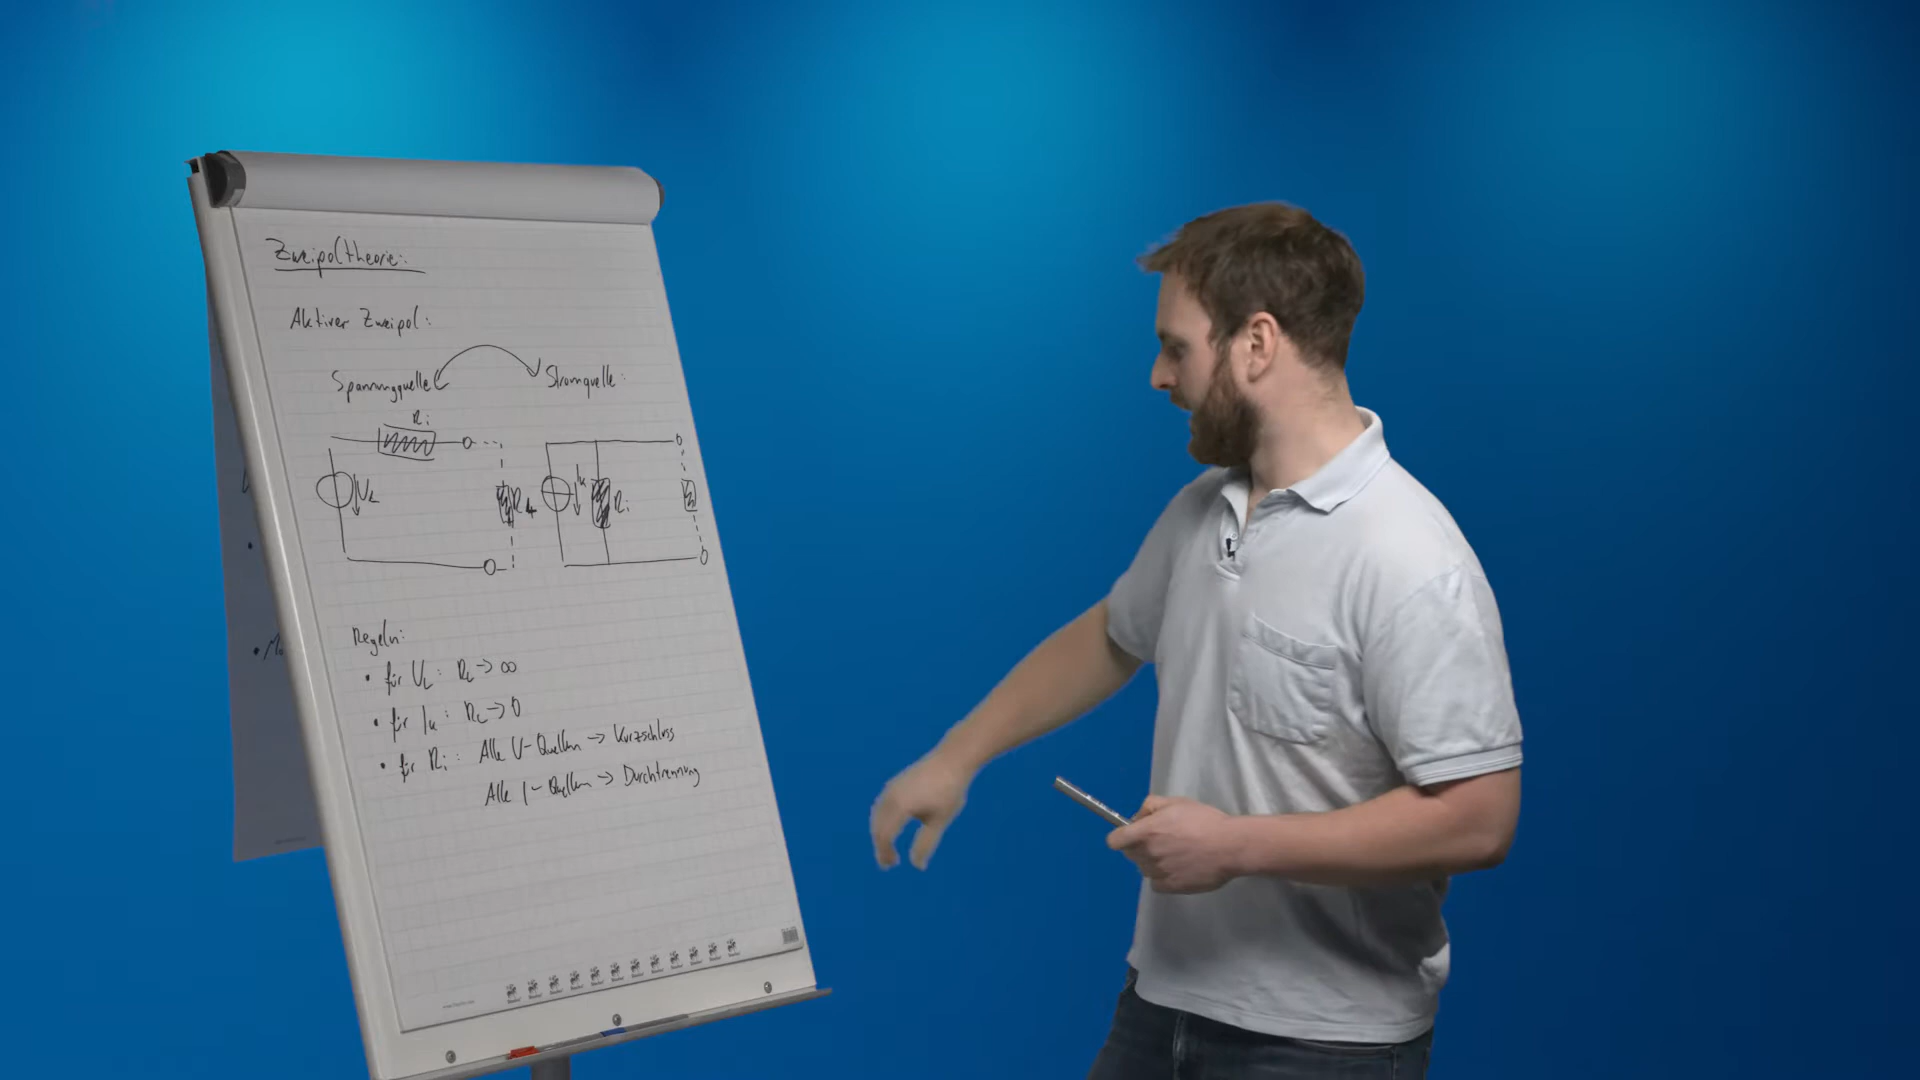 Zweipoltheorie:
Aktiver Zweipol:
Spannungquelle Stromquelle:
Ri
UL RL Ik Ri
Regeln:
• für UL: RL → ∞
• für Ik: RL → 0
• für Ri: Alle U-Quellen → Kurzschluss
Alle I-Quellen → Durchtrennung